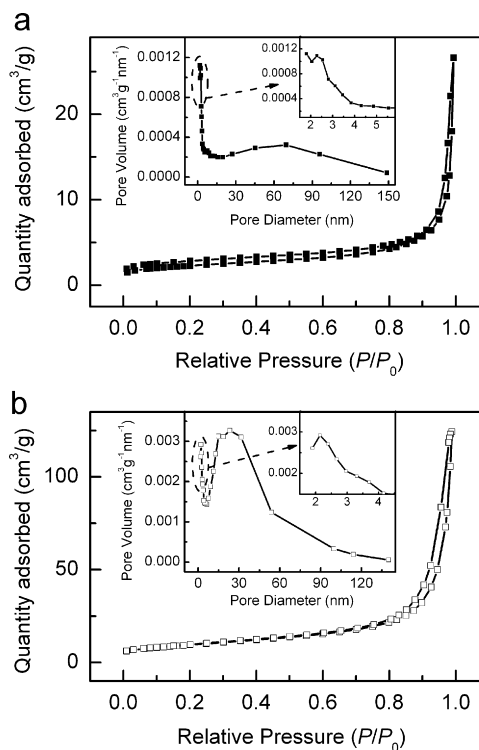 a
Quantity adsorbed (cm³/g)
20
10
0
0.0 0.2 0.4 0.6 0.8 1.0
Relative Pressure (P/P₀)
Pore Volume (cm³g⁻¹nm⁻¹)
0.0012
0.0008
0.0004
0.0000
0 30 60 90 120 150
Pore Diameter (nm)
0.0012
0.0008
0.0004
2 3 4 5
b
Quantity adsorbed (cm³/g)
100
50
0
0.0 0.2 0.4 0.6 0.8 1.0
Relative Pressure (P/P₀)
Pore Volume (cm³g⁻¹nm⁻¹)
0.003
0.002
0.001
0.000
0 30 60 90 120
Pore Diameter (nm)
0.003
0.002
2 3 4